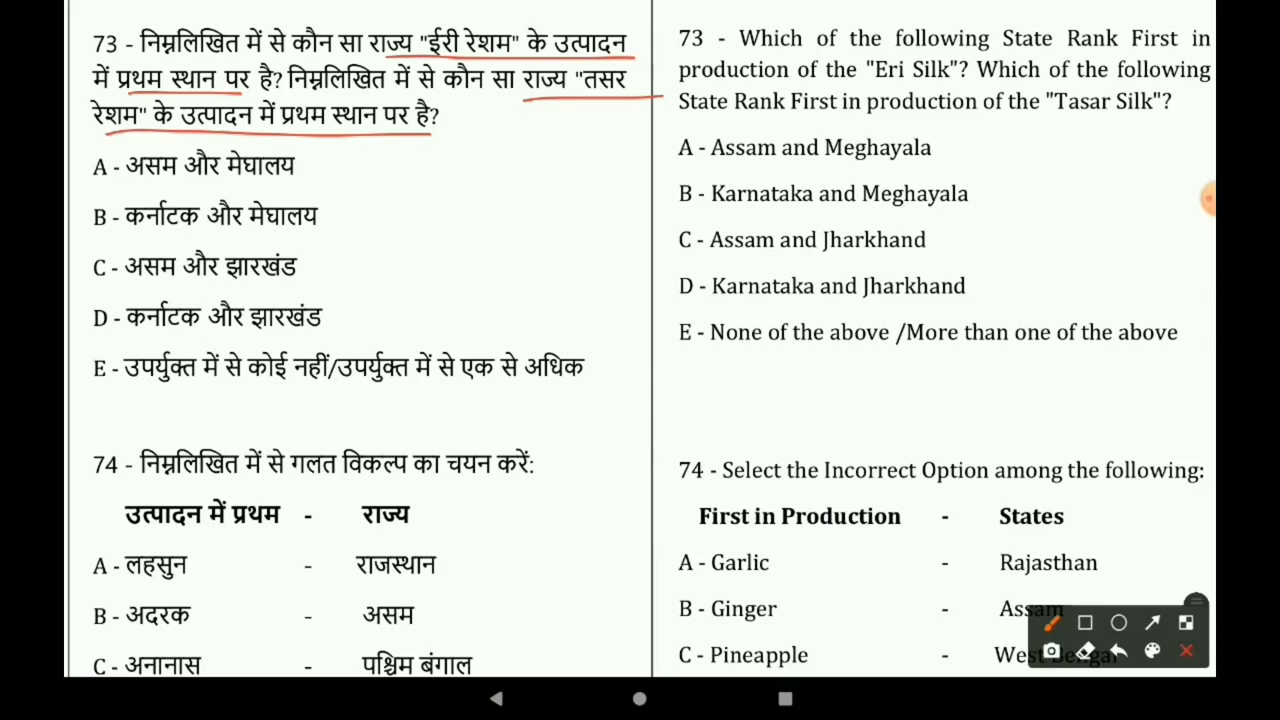 73 - निम्नलिखित में से कौन सा राज्य "ईरी रेशम" के उत्पादन
में प्रथम स्थान पर है? निम्नलिखित में से कौन सा राज्य "तसर
रेशम" के उत्पादन में प्रथम स्थान पर है?
A - असम और मेघालय
B - कर्नाटक और मेघालय
C - असम और झारखंड
D - कर्नाटक और झारखंड
E - उपर्युक्त में से कोई नहीं/उपर्युक्त में से एक से अधिक
74 - निम्नलिखित में से गलत विकल्प का चयन करें:
उत्पादन में प्रथम - राज्य
A - लहसुन - राजस्थान
B - अदरक - असम
C - अनानास - पश्चिम बंगाल
73 - Which of the following State Rank First in
production of the "Eri Silk"? Which of the following
State Rank First in production of the "Tasar Silk"?
A - Assam and Meghayala
B - Karnataka and Meghayala
C - Assam and Jharkhand
D - Karnataka and Jharkhand
E - None of the above /More than one of the above
74 - Select the Incorrect Option among the following:
First in Production - States
A - Garlic - Rajasthan
B - Ginger - Assam
C - Pineapple - West Bengal